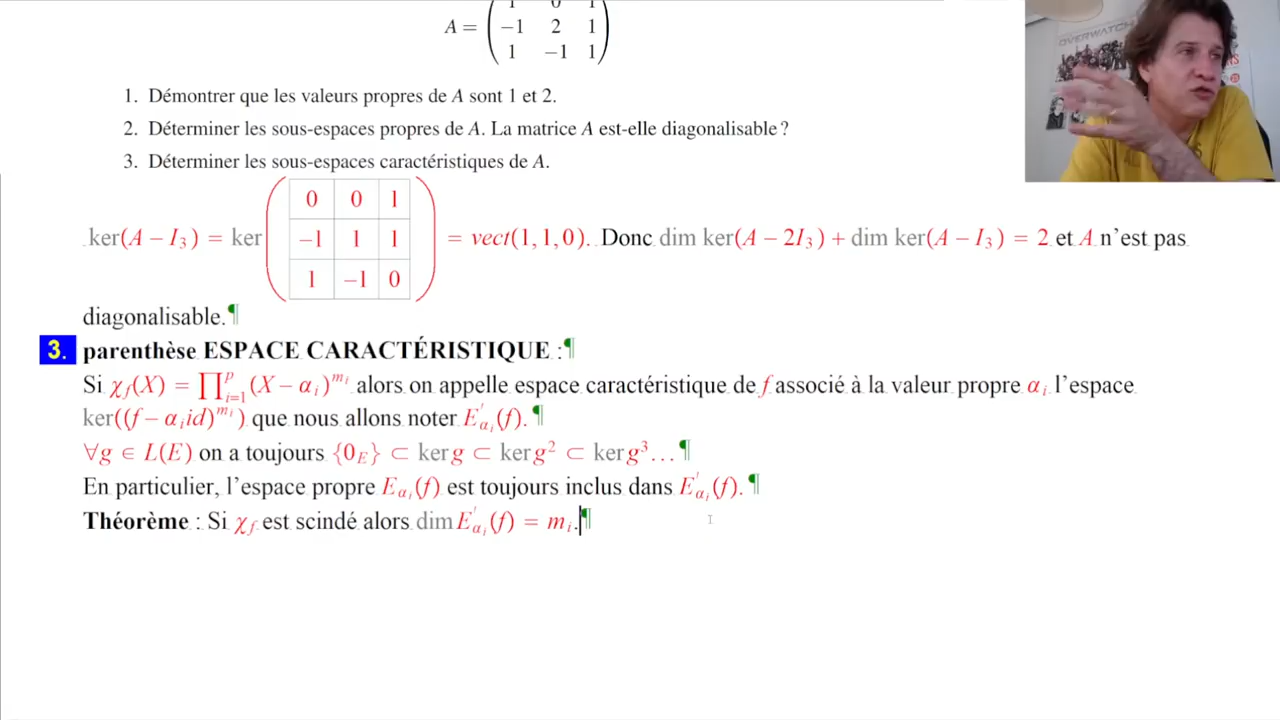 A = ( 1 0 1
−1 2 1
1 −1 1 )
1. Démontrer que les valeurs propres de A sont 1 et 2.
2. Déterminer les sous-espaces propres de A. La matrice A est-elle diagonalisable ?
3. Déterminer les sous-espaces caractéristiques de A.
0 0 1
ker(A − I₃) = ker ( −1 1 1 ) = vect(1, 1, 0). Donc dim ker(A − 2I₃) + dim ker(A − I₃) = 2 et A n’est pas
1 −1 0
diagonalisable.¶
3. parenthèse ESPACE CARACTÉRISTIQUE :¶
Si χ_f(X) = ∏_{i=1}^{p} (X − α_i)^{m_i} alors on appelle espace caractéristique de f associé à la valeur propre α_i l’espace
ker((f − α_i id)^{m_i}) que nous allons noter E'_{α_i}(f).¶
∀g ∈ L(E) on a toujours {0_E} ⊂ ker g ⊂ ker g² ⊂ ker g³…¶
En particulier, l’espace propre E_{α_i}(f) est toujours inclus dans E'_{α_i}(f).¶
Théorème : Si χ_f est scindé alors dim E'_{α_i}(f) = m_i.¶
OVERWATCH